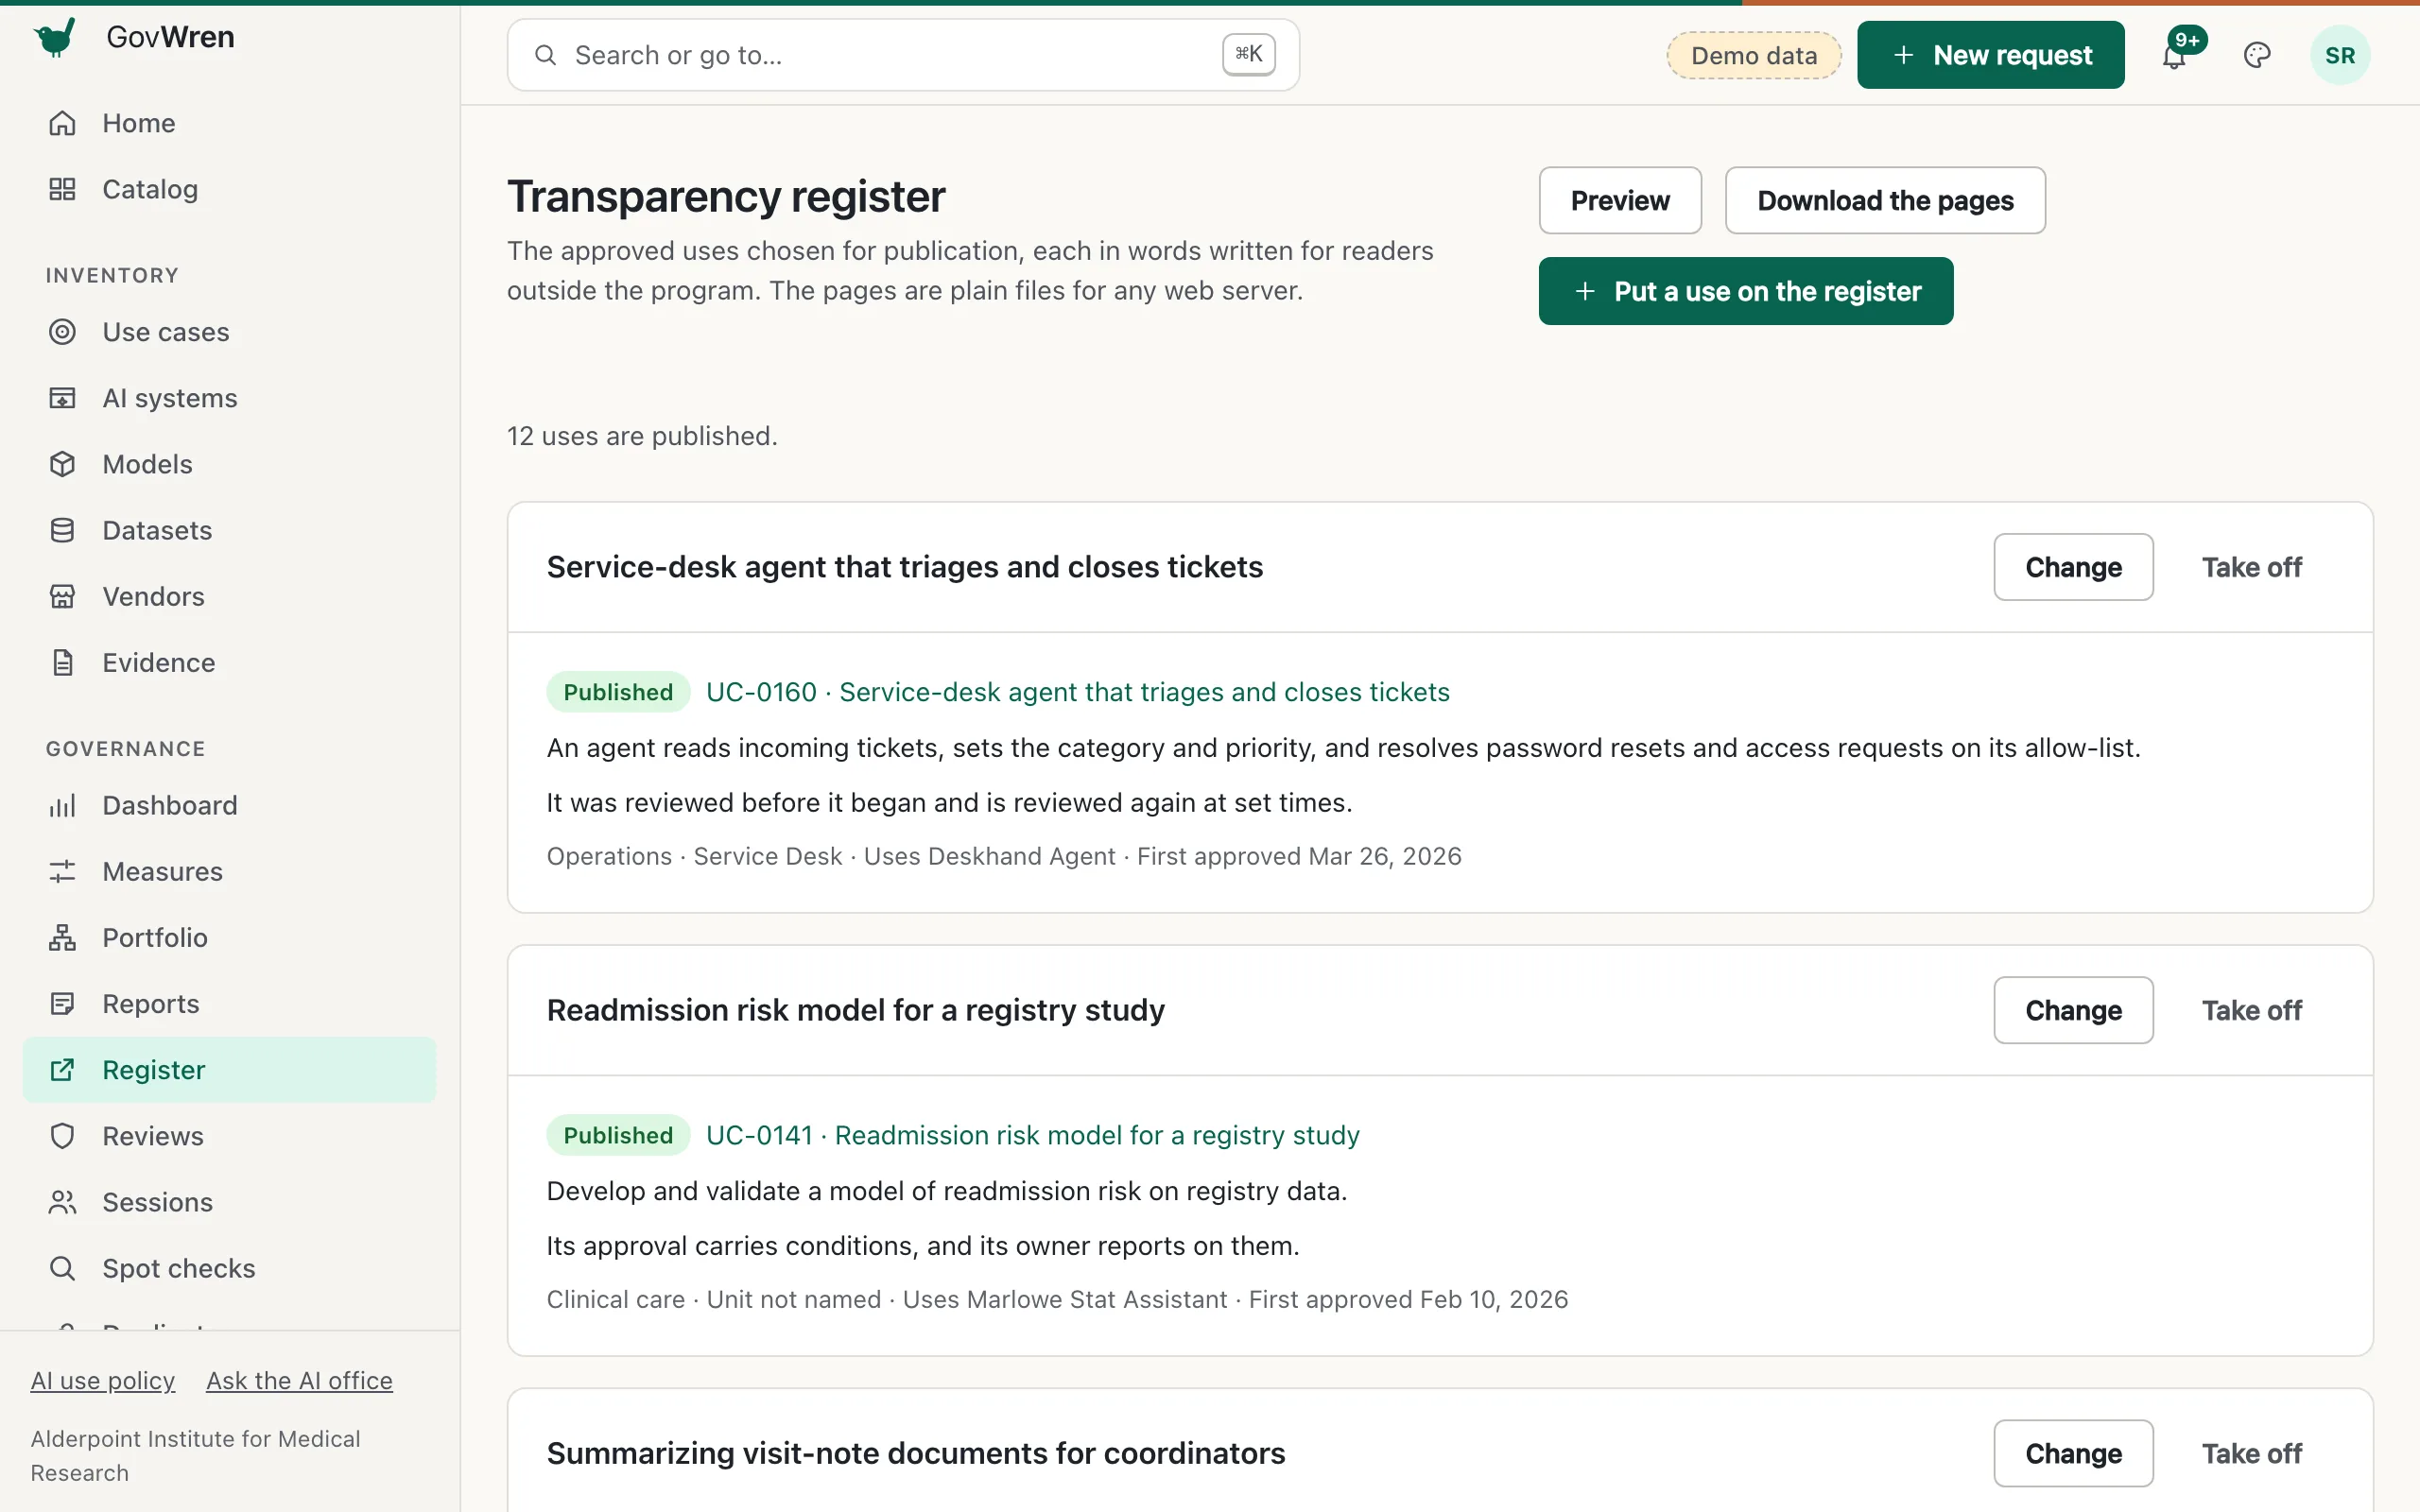 GovWren
Search or go to...
⌘K
Demo data
+ New request
9+
SR
Home
Catalog
INVENTORY
Use cases
AI systems
Models
Datasets
Vendors
Evidence
GOVERNANCE
Dashboard
Measures
Portfolio
Reports
Register
Reviews
Sessions
Spot checks
AI use policy
Ask the AI office
Alderpoint Institute for Medical
Research
Transparency register
The approved uses chosen for publication, each in words written for readers
outside the program. The pages are plain files for any web server.
Preview
Download the pages
+ Put a use on the register
12 uses are published.
Service-desk agent that triages and closes tickets
Change
Take off
Published
UC-0160 · Service-desk agent that triages and closes tickets
An agent reads incoming tickets, sets the category and priority, and resolves password resets and access requests on its allow-list.
It was reviewed before it began and is reviewed again at set times.
Operations · Service Desk · Uses Deskhand Agent · First approved Mar 26, 2026
Readmission risk model for a registry study
Change
Take off
Published
UC-0141 · Readmission risk model for a registry study
Develop and validate a model of readmission risk on registry data.
Its approval carries conditions, and its owner reports on them.
Clinical care · Unit not named · Uses Marlowe Stat Assistant · First approved Feb 10, 2026
Summarizing visit-note documents for coordinators
Change
Take off